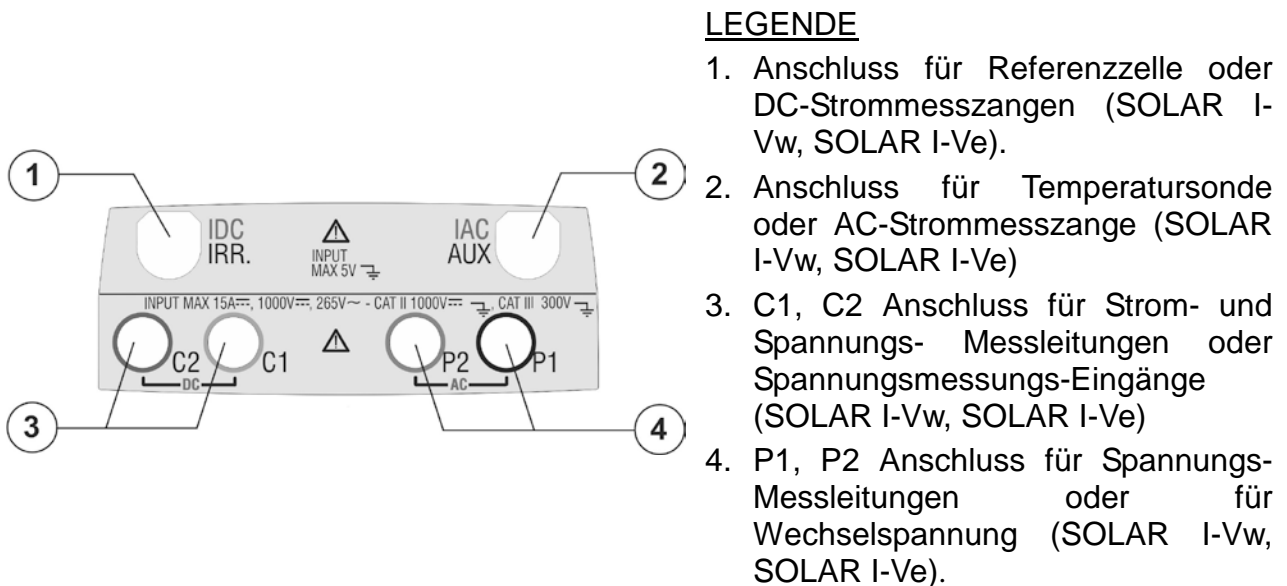 LEGENDE
1. Anschluss für Referenzzelle oder
DC-Strommesszangen (SOLAR I-
Vw, SOLAR I-Ve).
2. Anschluss für Temperatursonde
oder AC-Strommesszange (SOLAR
I-Vw, SOLAR I-Ve)
3. C1, C2 Anschluss für Strom- und
Spannungs- Messleitungen oder
Spannungsmessungs-Eingänge
(SOLAR I-Vw, SOLAR I-Ve)
4. P1, P2 Anschluss für Spannungs-
Messleitungen oder für
Wechselspannung (SOLAR I-Vw,
SOLAR I-Ve).
1
2
IDC
IRR.
INPUT
MAX 5V
IAC
AUX
INPUT MAX 15A⎓, 1000V⎓, 265V~ - CAT II 1000V⎓ ⏚, CAT III 300V ⏚
C2 C1 P2 P1
DC AC
3
4